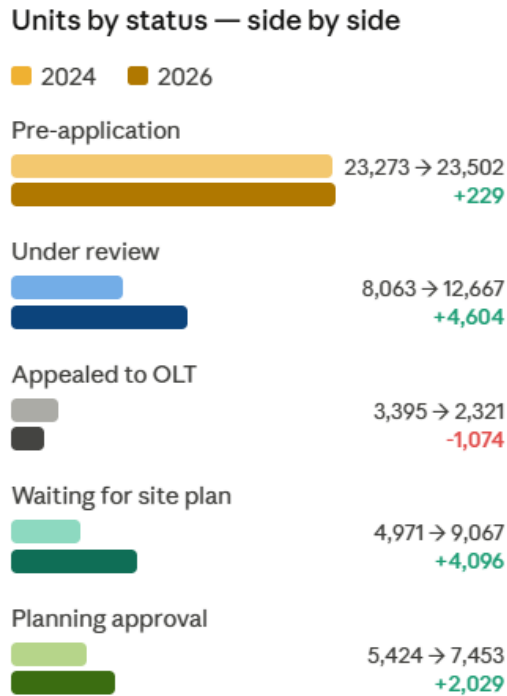 Units by status — side by side
2024 2026
Pre-application
23,273 → 23,502
+229
Under review
8,063 → 12,667
+4,604
Appealed to OLT
3,395 → 2,321
-1,074
Waiting for site plan
4,971 → 9,067
+4,096
Planning approval
5,424 → 7,453
+2,029